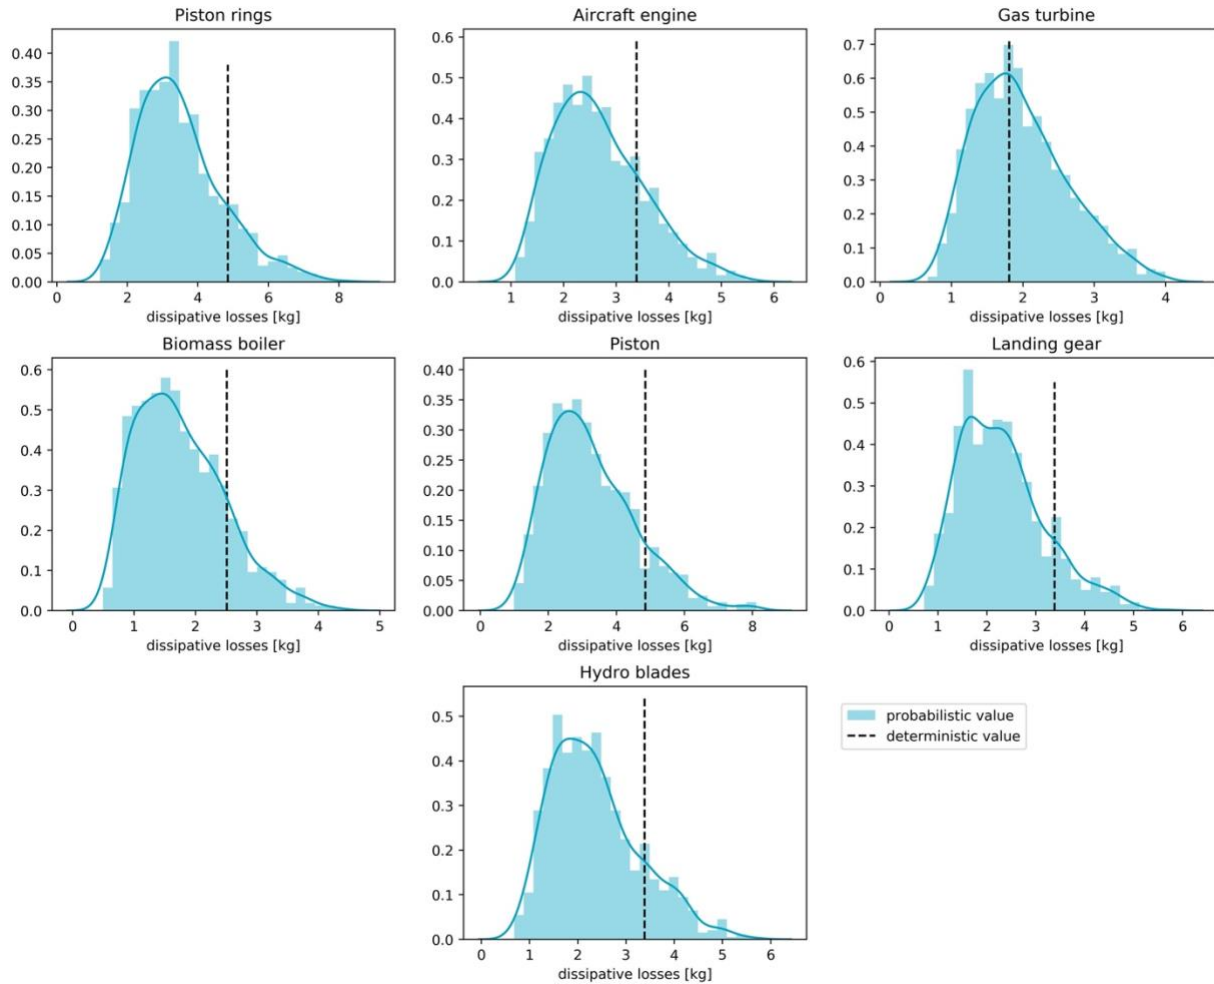 Piston rings
0.40
0.35
0.30
0.25
0.20
0.15
0.10
0.05
0.00
0 2 4 6 8
dissipative losses [kg]
Aircraft engine
0.6
0.5
0.4
0.3
0.2
0.1
0.0
1 2 3 4 5 6
dissipative losses [kg]
Gas turbine
0.7
0.6
0.5
0.4
0.3
0.2
0.1
0.0
0 1 2 3 4
dissipative losses [kg]
Biomass boiler
0.6
0.5
0.4
0.3
0.2
0.1
0.0
0 1 2 3 4 5
dissipative losses [kg]
Piston
0.40
0.35
0.30
0.25
0.20
0.15
0.10
0.05
0.00
0 2 4 6 8
dissipative losses [kg]
Landing gear
0.6
0.5
0.4
0.3
0.2
0.1
0.0
0 1 2 3 4 5 6
dissipative losses [kg]
Hydro blades
0.5
0.4
0.3
0.2
0.1
0.0
0 1 2 3 4 5 6
dissipative losses [kg]
probabilistic value
deterministic value